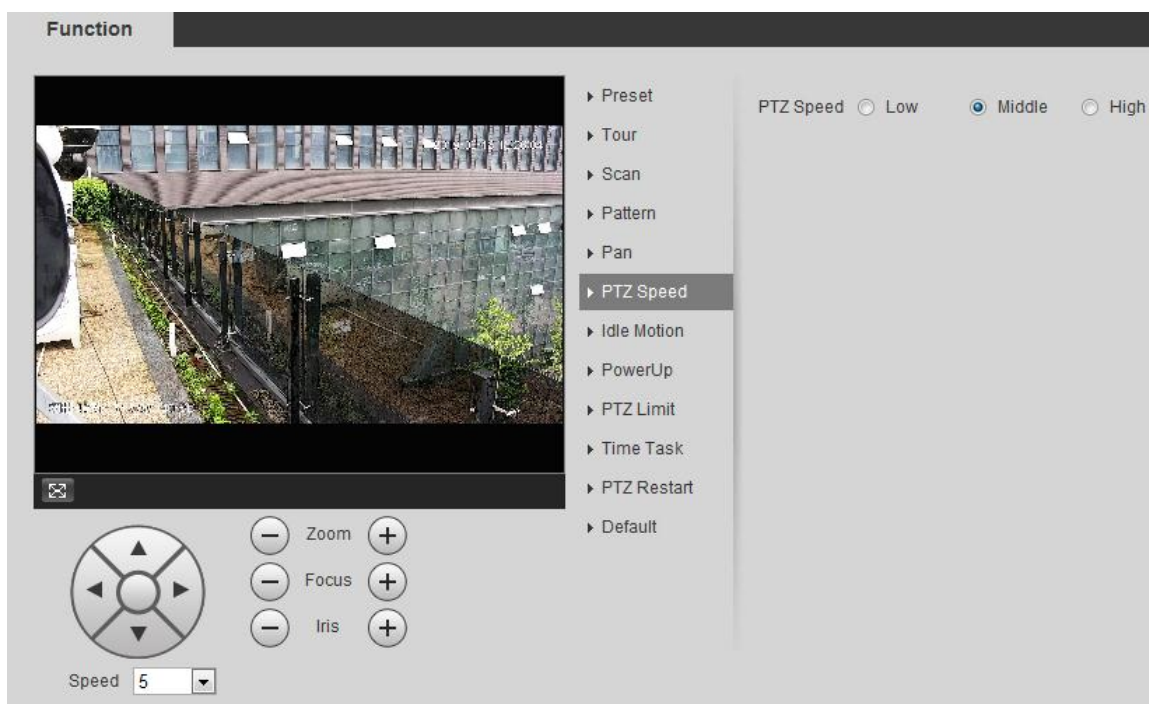 Function
Preset
Tour
Scan
Pattern
Pan
PTZ Speed
Idle Motion
PowerUp
PTZ Limit
Time Task
PTZ Restart
Default
PTZ Speed Low Middle High
Zoom
Focus
Iris
Speed 5